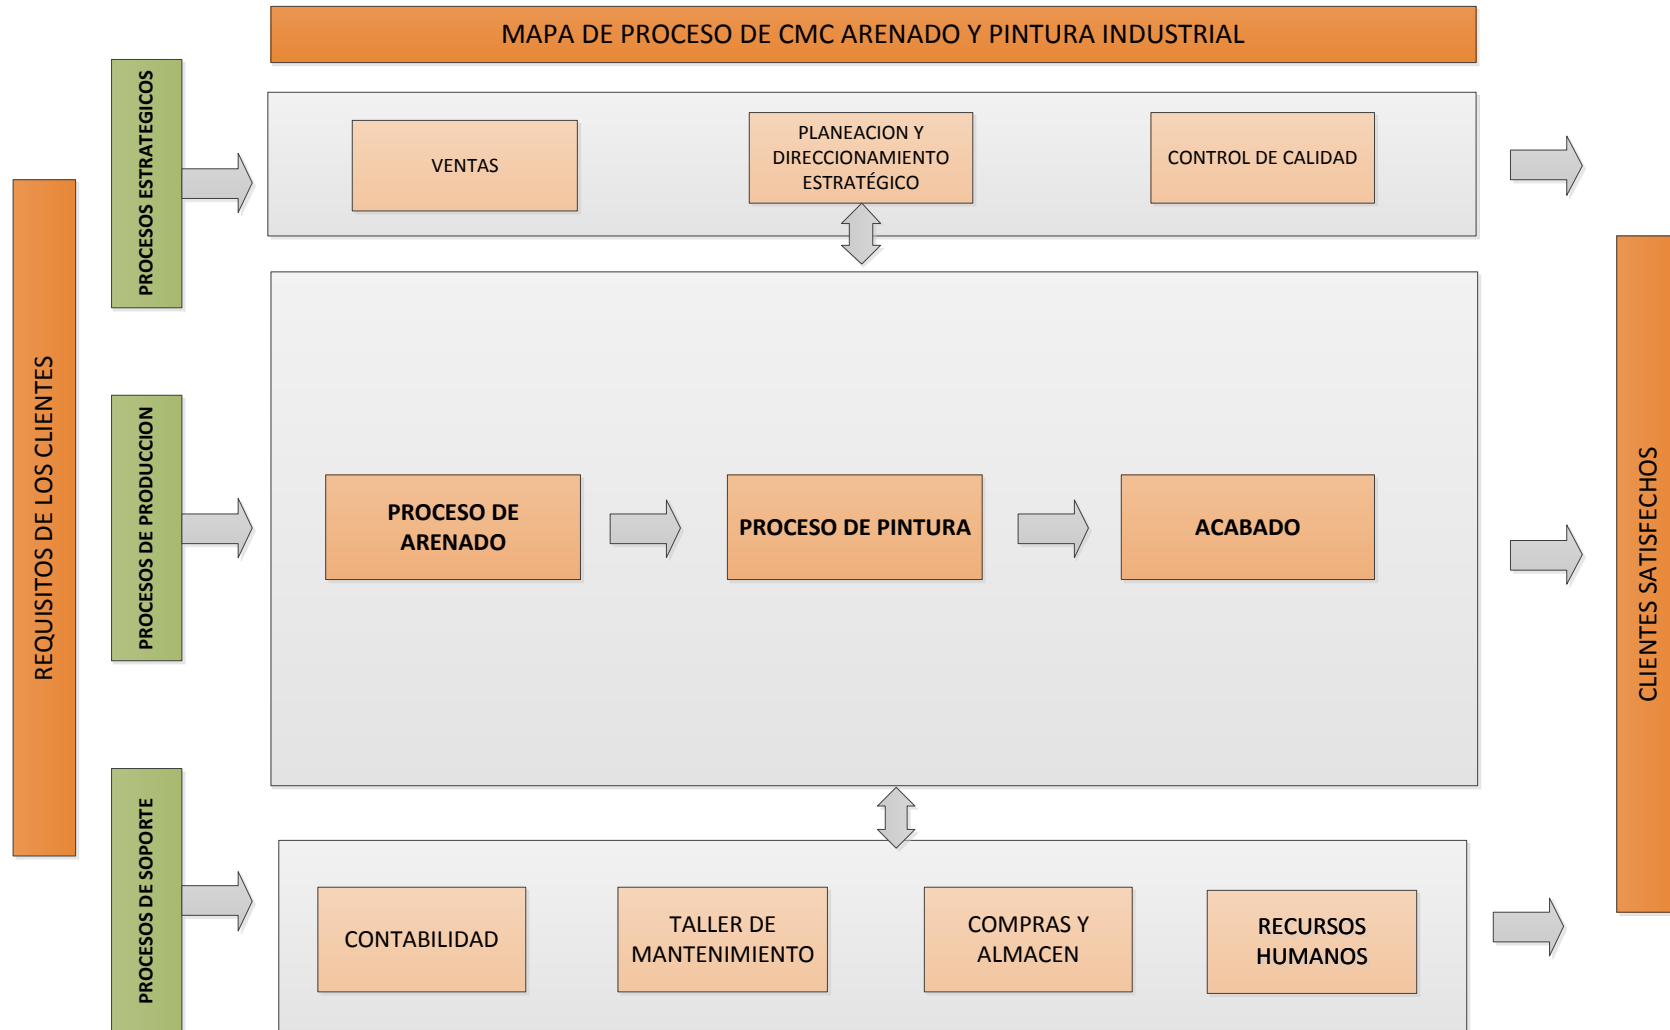 MAPA DE PROCESO DE CMC ARENADO Y PINTURA INDUSTRIAL
REQUISITOS DE LOS CLIENTES
PROCESOS ESTRATEGICOS
VENTAS
PLANEACION Y
DIRECCIONAMIENTO
ESTRATÉGICO
CONTROL DE CALIDAD
PROCESOS DE PRODUCCION
PROCESO DE
ARENADO
PROCESO DE PINTURA
ACABADO
PROCESOS DE SOPORTE
CONTABILIDAD
TALLER DE
MANTENIMIENTO
COMPRAS Y
ALMACEN
RECURSOS
HUMANOS
CLIENTES SATISFECHOS